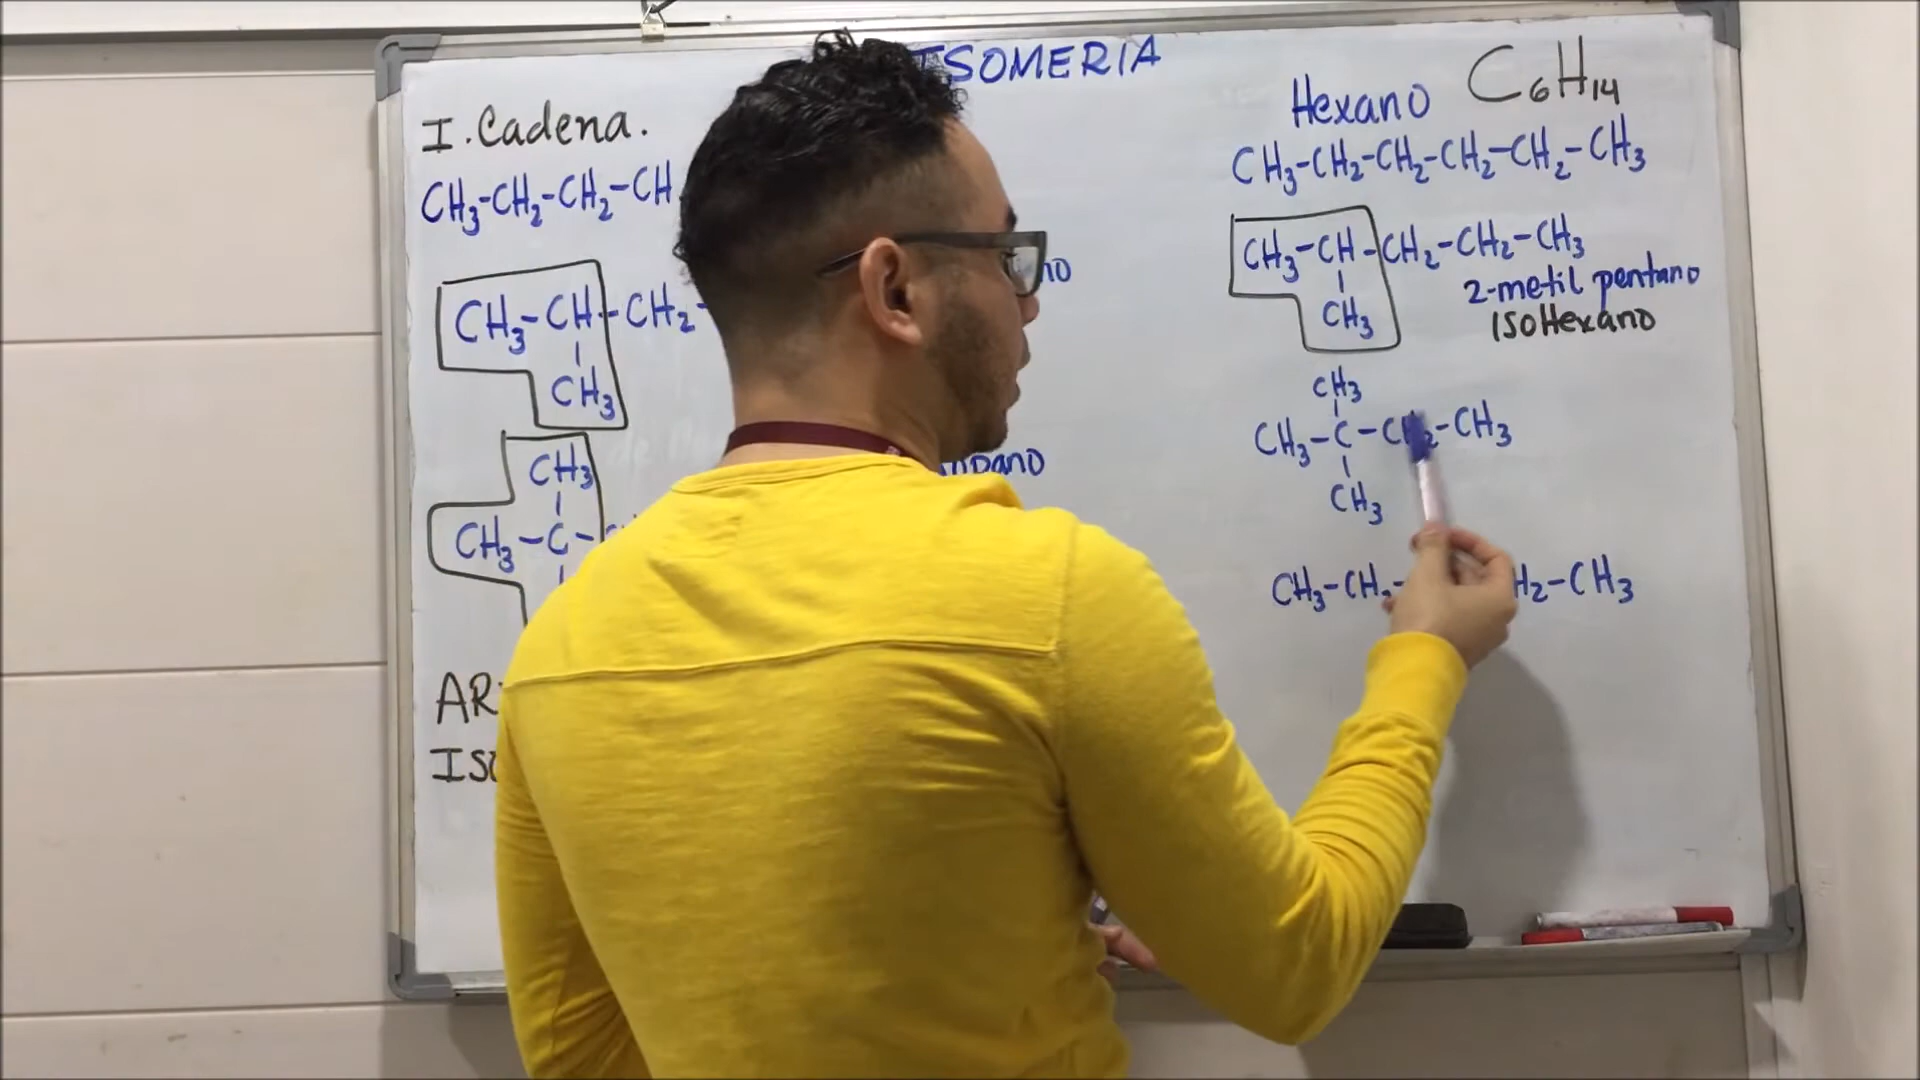 ISOMERIA
I. Cadena.
CH3-CH2-CH2-CH
CH3-CH-CH2-
CH3
CH3
CH3-C-
Hexano C6H14
CH3-CH2-CH2-CH2-CH2-CH3
CH3-CH-CH2-CH2-CH3
CH3
2-metil pentano
ISOHexano
CH3
CH3-C-CH2-CH3
CH3
CH3-CH2- H2-CH3